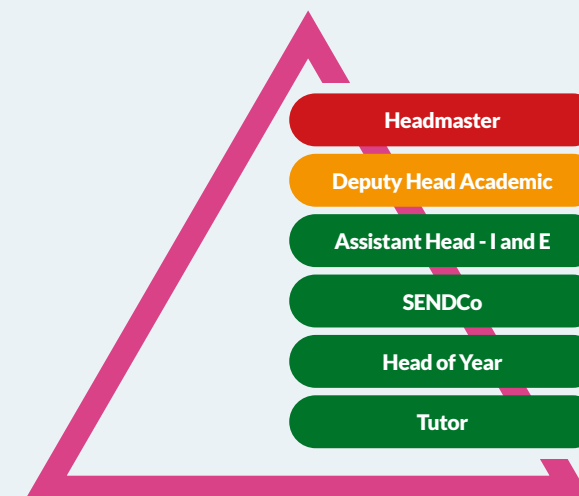 Headmaster
Deputy Head Academic
Assistant Head - I and E
SENDCo
Head of Year
Tutor